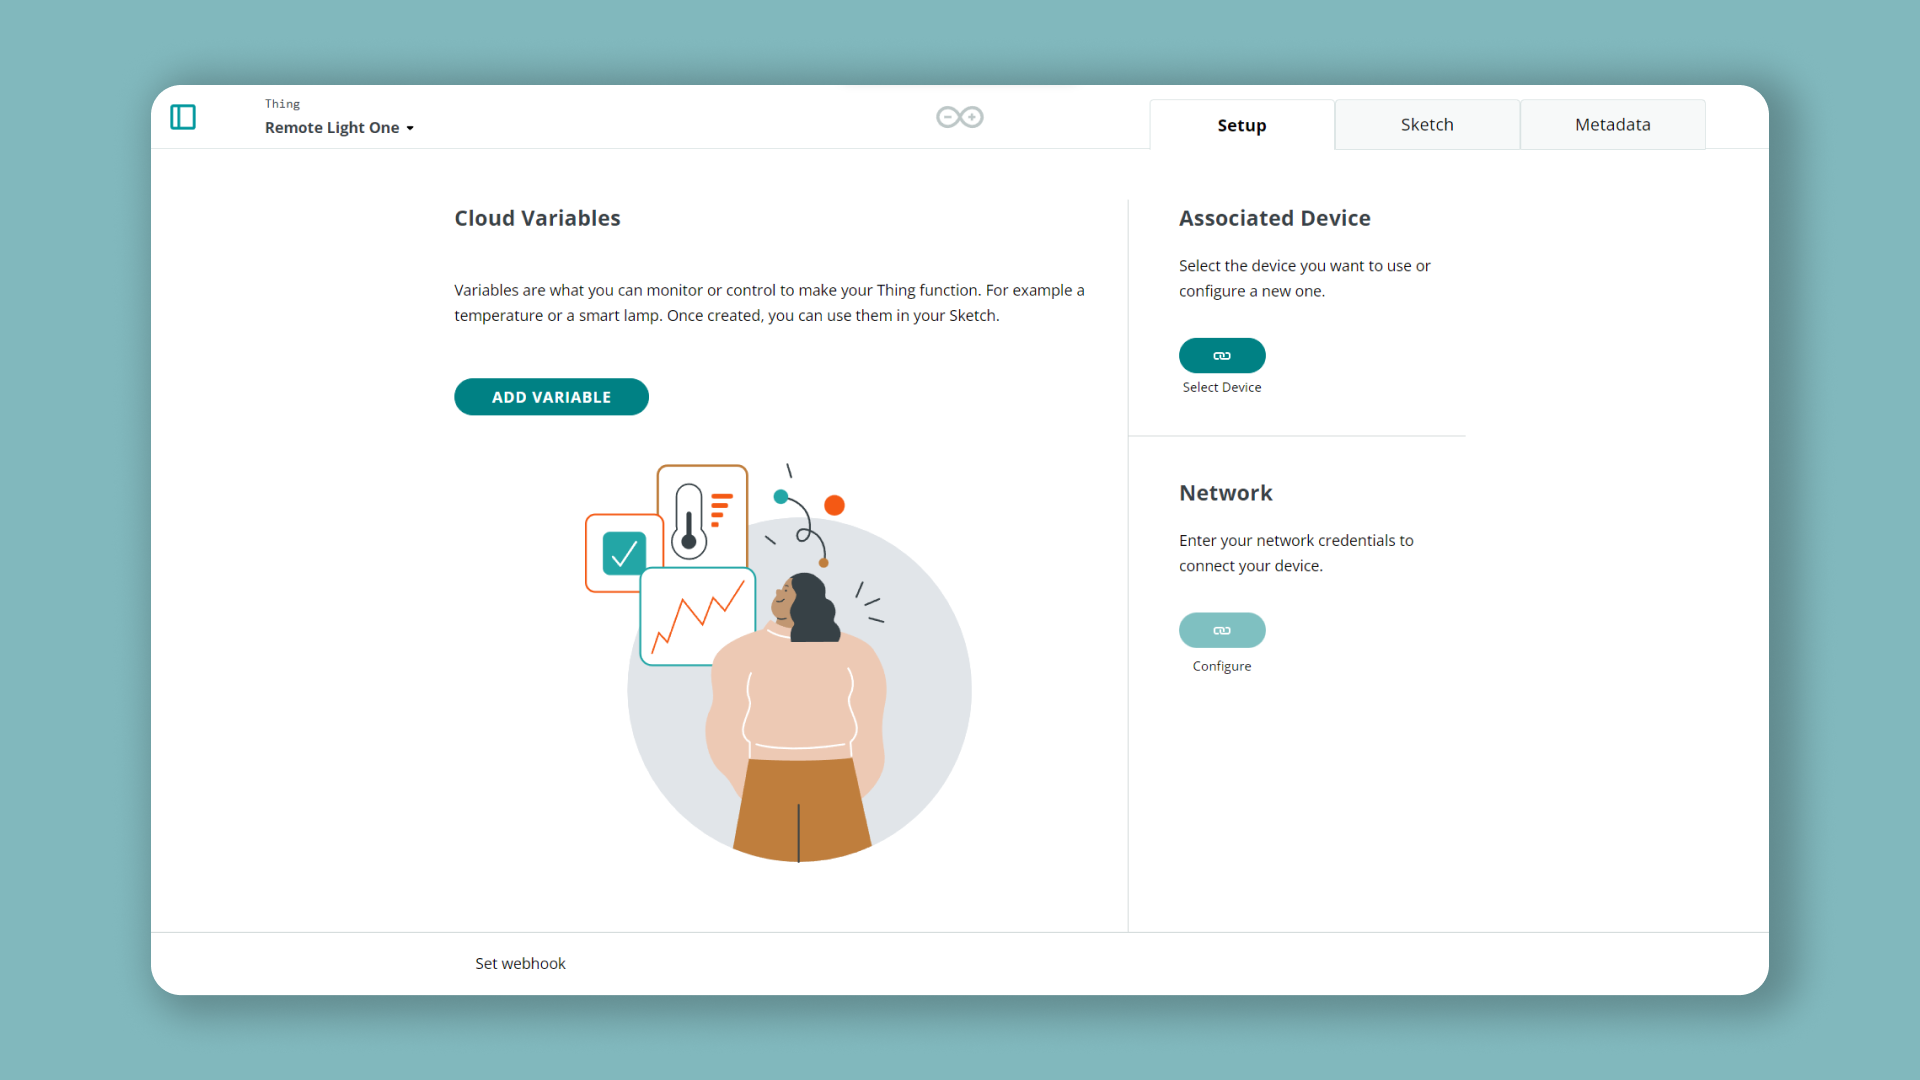 Thing
Remote Light One
Setup
Sketch
Metadata
Cloud Variables
Variables are what you can monitor or control to make your Thing function. For example a
temperature or a smart lamp. Once created, you can use them in your Sketch.
ADD VARIABLE
Associated Device
Select the device you want to use or
configure a new one.
Select Device
Network
Enter your network credentials to
connect your device.
Configure
Set webhook